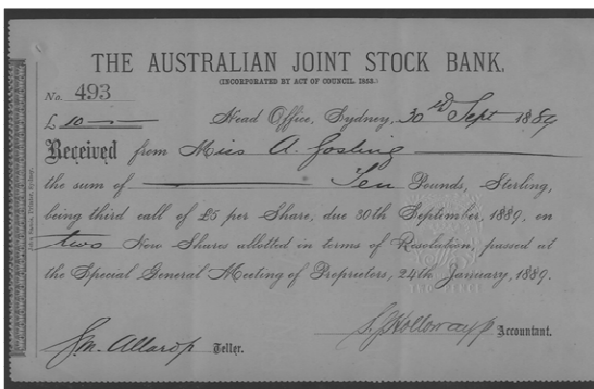 THE AUSTRALIAN JOINT STOCK BANK.
(INCORPORATED BY ACT OF COUNCIL. 1853.)
No. 493
£ 10
Head Office, Sydney, 30th Sept 1889
Received from Miss A. Gosling
the sum of Ten Pounds, Sterling,
being third call of £5 per Share, due 30th September, 1889, on
two New Shares allotted in terms of Resolution, passed at
the Special General Meeting of Proprietors, 24th January, 1889.
Teller.
Accountant.